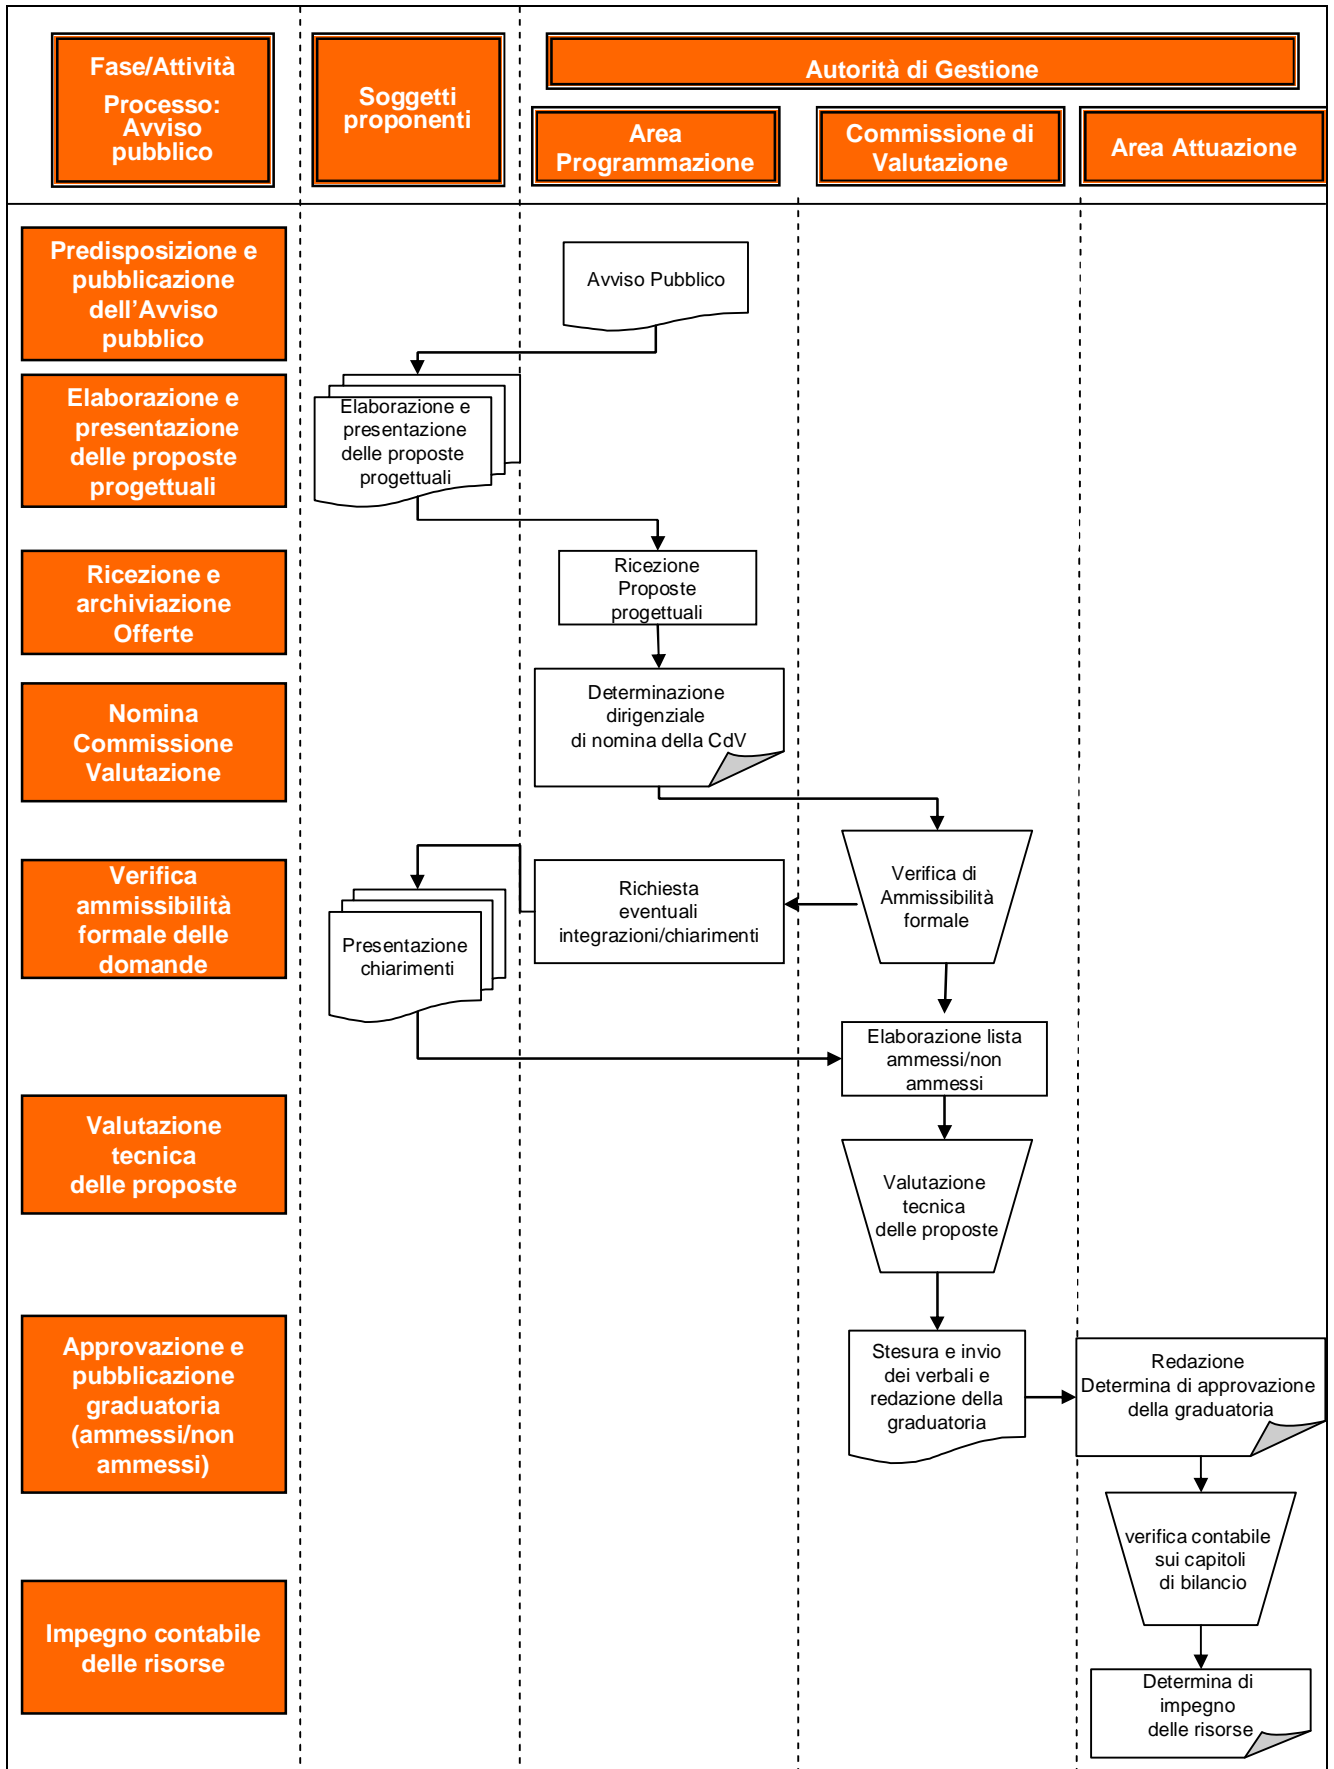 Fase/Attività
Processo:
Avviso
pubblico
Soggetti
proponenti
Autorità di Gestione
Area
Programmazione
Commissione di
Valutazione
Area Attuazione
Predisposizione e
pubblicazione
dell'Avviso
pubblico
Avviso Pubblico
Elaborazione e
presentazione
delle proposte
progettuali
Elaborazione e
presentazione
delle proposte
progettuali
Ricezione e
archiviazione
Offerte
Ricezione
Proposte
progettuali
Nomina
Commissione
Valutazione
Determinazione
dirigenziale
di nomina della CdV
Verifica
ammissibilità
formale delle
domande
Presentazione
chiarimenti
Richiesta
eventuali
integrazioni/chiarimenti
Verifica di
Ammissibilità
formale
Elaborazione lista
ammessi/non
ammessi
Valutazione
tecnica
delle proposte
Valutazione
tecnica
delle proposte
Approvazione e
pubblicazione
graduatoria
(ammessi/non
ammessi)
Stesura e invio
dei verbali e
redazione della
graduatoria
Redazione
Determina di approvazione
della graduatoria
verifica contabile
sui capitoli
di bilancio
Impegno contabile
delle risorse
Determina di
impegno
delle risorse